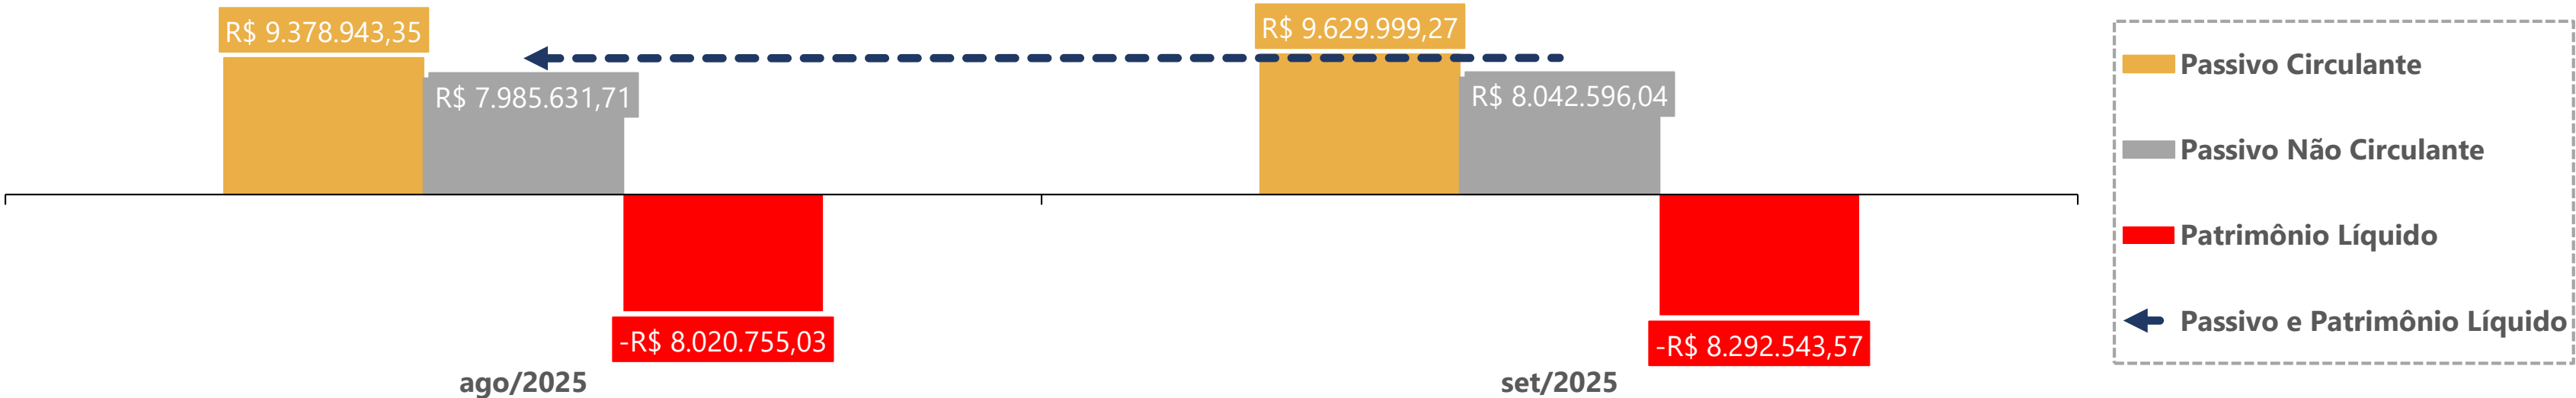 R$ 9.378.943,35
R$ 7.985.631,71
-R$ 8.020.755,03
ago/2025
R$ 9.629.999,27
R$ 8.042.596,04
-R$ 8.292.543,57
set/2025
Passivo Circulante
Passivo Não Circulante
Patrimônio Líquido
Passivo e Patrimônio Líquido